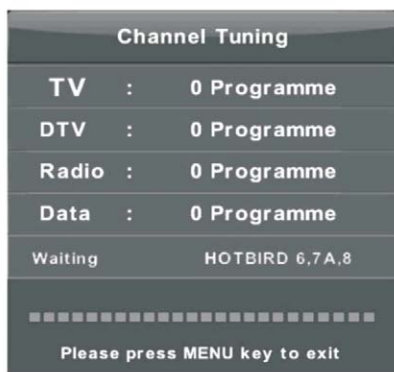 Channel Tuning
TV : 0 Programme
DTV : 0 Programme
Radio : 0 Programme
Data : 0 Programme
Waiting HOTBIRD 6,7A,8
Please press MENU key to exit